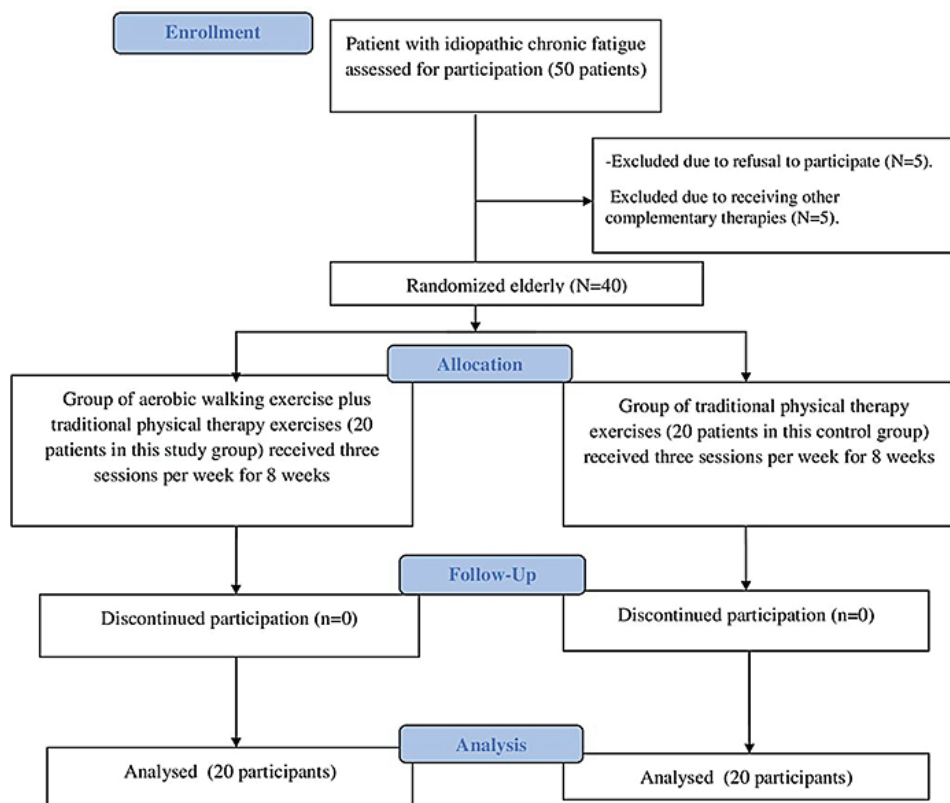 Enrollment
Patient with idiopathic chronic fatigue
assessed for participation (50 patients)
-Excluded due to refusal to participate (N=5).
Excluded due to receiving other
complementary therapies (N=5).
Randomized elderly (N=40)
Allocation
Group of aerobic walking exercise plus
traditional physical therapy exercises (20
patients in this study group) received three
sessions per week for 8 weeks
Group of traditional physical therapy
exercises (20 patients in this control group)
received three sessions per week for 8 weeks
Follow-Up
Discontinued participation (n=0)
Discontinued participation (n=0)
Analysis
Analysed (20 participants)
Analysed (20 participants)